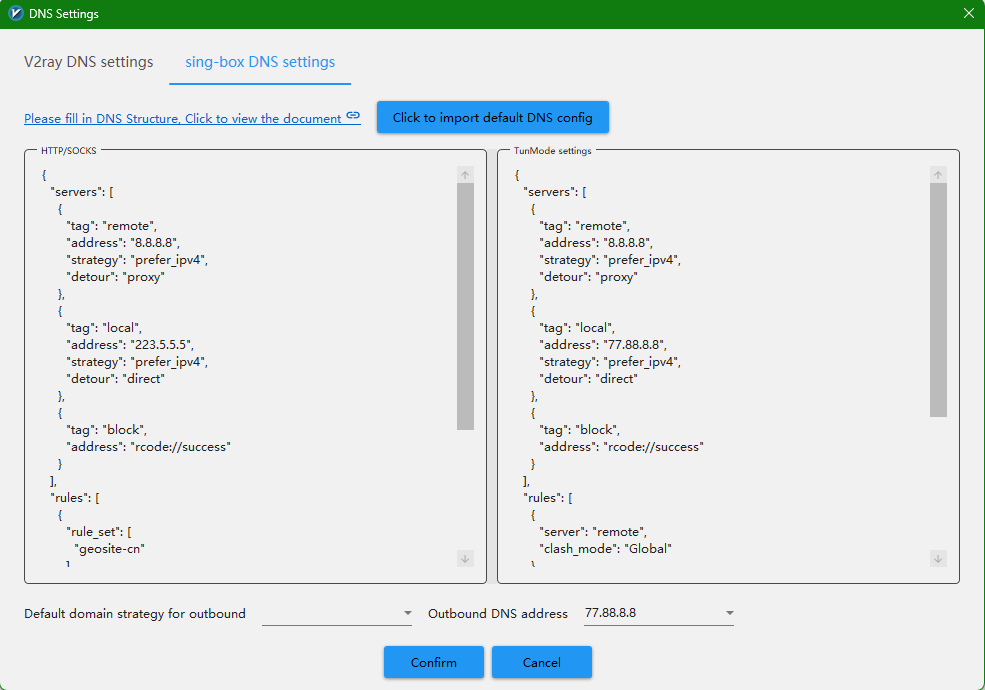 DNS Settings
V2ray DNS settings
sing-box DNS settings
Please fill in DNS Structure, Click to view the document
Click to import default DNS config
HTTP/SOCKS
{
"servers": [
{
"tag": "remote",
"address": "8.8.8.8",
"strategy": "prefer_ipv4",
"detour": "proxy"
},
{
"tag": "local",
"address": "223.5.5.5",
"strategy": "prefer_ipv4",
"detour": "direct"
},
{
"tag": "block",
"address": "rcode://success"
}
],
"rules": [
{
"rule_set": [
"geosite-cn"
]
TunMode settings
{
"servers": [
{
"tag": "remote",
"address": "8.8.8.8",
"strategy": "prefer_ipv4",
"detour": "proxy"
},
{
"tag": "local",
"address": "77.88.8.8",
"strategy": "prefer_ipv4",
"detour": "direct"
},
{
"tag": "block",
"address": "rcode://success"
}
],
"rules": [
{
"server": "remote",
"clash_mode": "Global"
}
Default domain strategy for outbound
Outbound DNS address
77.88.8.8
Confirm
Cancel